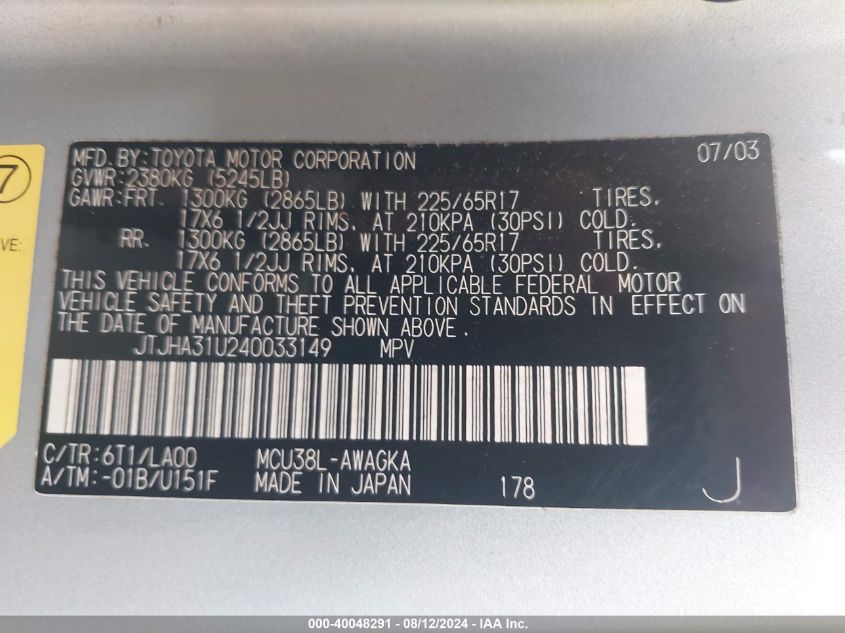 7
VE:
MFD.BY:TOYOTA MOTOR CORPORATION 07/03
GVWR:2380KG (5245LB)
GAWR:FRT. 1300KG (2865LB) WITH 225/65R17 TIRES,
17X6 1/2JJ RIMS, AT 210KPA (30PSI) COLD.
RR. 1300KG (2865LB) WITH 225/65R17 TIRES,
17X6 1/2JJ RIMS, AT 210KPA (30PSI) COLD.
THIS VEHICLE CONFORMS TO ALL APPLICABLE FEDERAL MOTOR
VEHICLE SAFETY AND THEFT PREVENTION STANDARDS IN EFFECT ON
THE DATE OF MANUFACTURE SHOWN ABOVE.
JTJHA31U240033149 MPV
C/TR:6T1/LA00 MCU38L-AWAGKA
A/TM:-01B/U151F MADE IN JAPAN 178 J
000-40048291 - 08/12/2024 - IAA Inc.